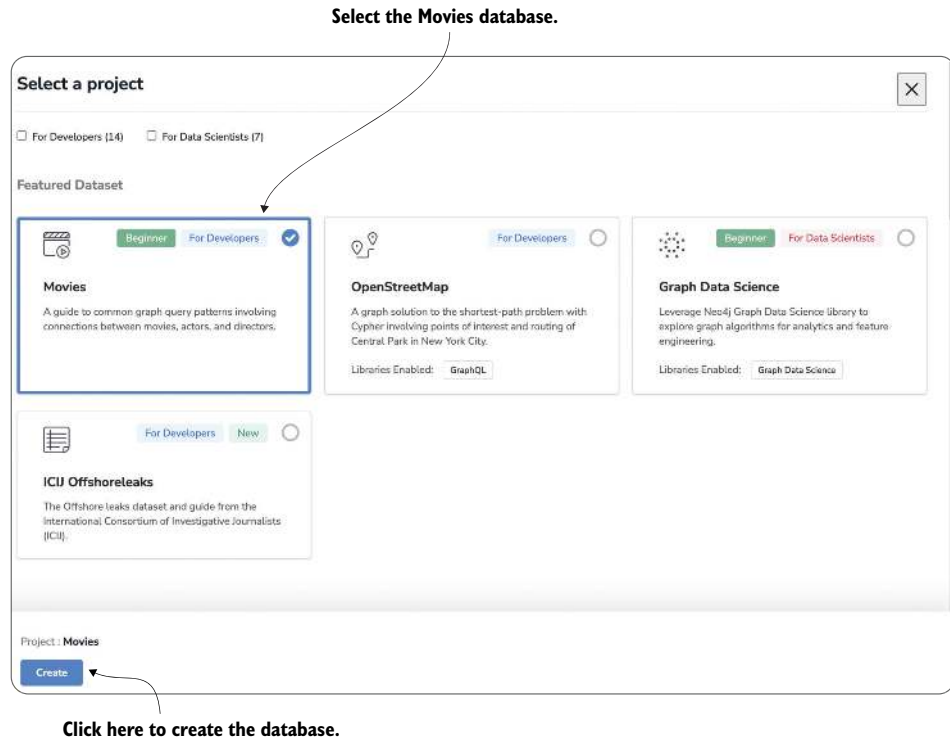 Select the Movies database.
Select a project
For Developers (14) For Data Scientists (7)
Featured Dataset
Beginner For Developers
Movies
A guide to common graph query patterns involving
connections between movies, actors, and directors.
For Developers
OpenStreetMap
A graph solution to the shortest-path problem with
Cypher involving points of interest and routing of
Central Park in New York City.
Libraries Enabled: GraphQL
Beginner For Data Scientists
Graph Data Science
Leverage Neo4j Graph Data Science library to
explore graph algorithms for analytics and feature
engineering.
Libraries Enabled: Graph Data Science
For Developers New
ICIJ Offshoreleaks
The Offshore leaks dataset and guide from the
International Consortium of Investigative Journalists
(ICIJ).
Project : Movies
Create
Click here to create the database.